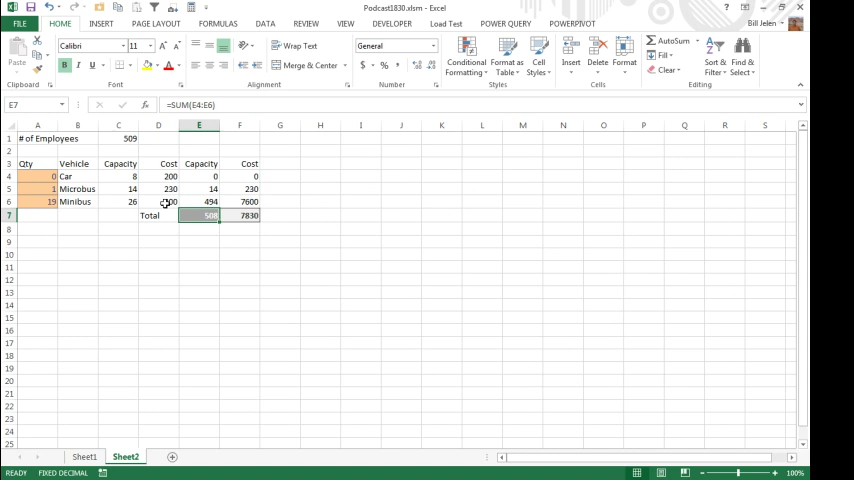 Podcast1830.xlsm - Excel
FILE HOME INSERT PAGE LAYOUT FORMULAS DATA REVIEW VIEW DEVELOPER Load Test POWER QUERY POWERPIVOT Bill Jelen
Paste Calibri 11 Wrap Text General AutoSum
B I U Merge & Center $ % Conditional Formatting Format as Table Cell Styles Insert Delete Format Fill Clear Sort & Filter Find & Select
Clipboard Font Alignment Number Styles Cells Editing
E7 fx =SUM(E4:E6)
A B C D E F G H I J K L M N O P Q R
1 # of Employees 509
2
3 Qty Vehicle Capacity Cost Capacity Cost
4 0 Car 8 200 0 0
5 1 Microbus 14 230 14 230
6 19 Minibus 26 494 7600
7 Total 508 7830
8
9
10
11
12
13
14
15
16
17
18
19
20
21
22
23
24
25
Sheet1 Sheet2
READY FIXED DECIMAL 100%